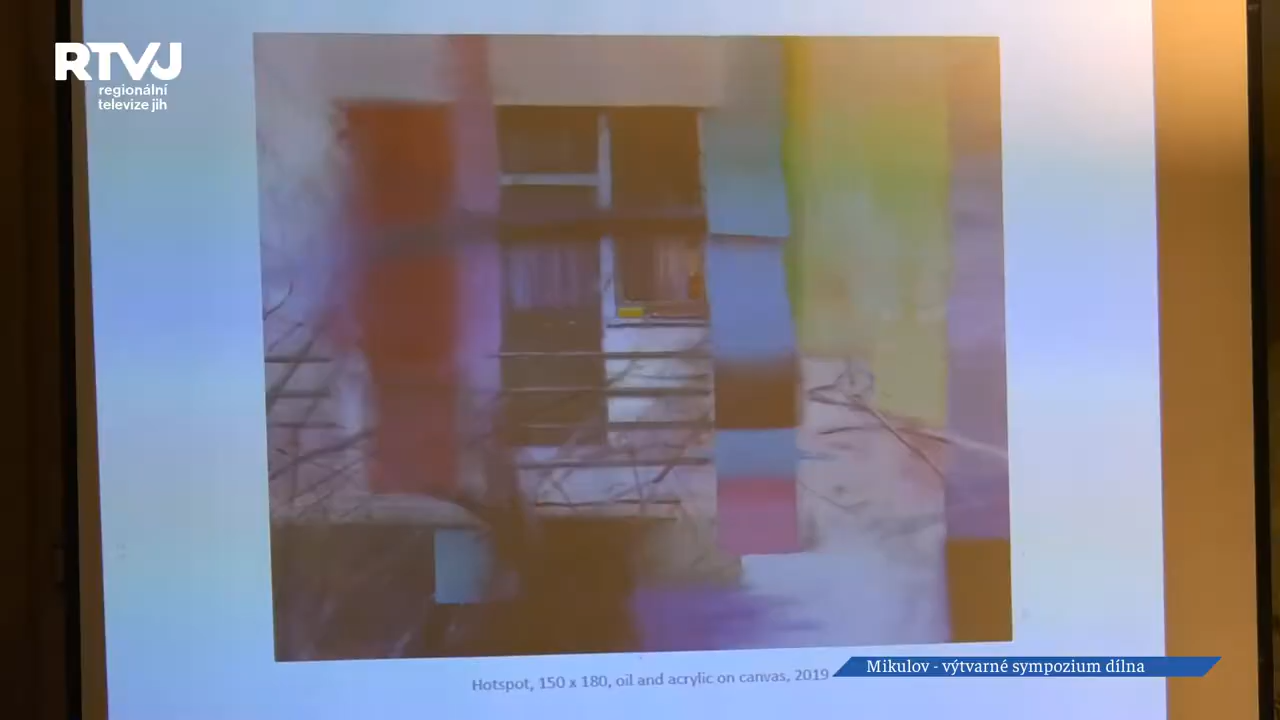 RTVJ
regionální
televize jih
Hotspot, 150 x 180, oil and acrylic on canvas, 2019
Mikulov - výtvarné sympozium dílna